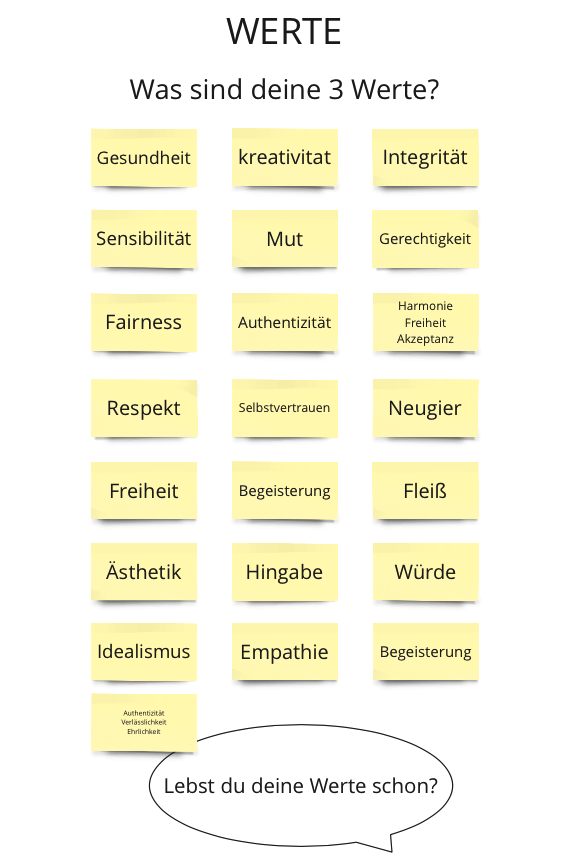 WERTE
Was sind deine 3 Werte?
Gesundheit
kreativitat
Integrität
Sensibilität
Mut
Gerechtigkeit
Fairness
Authentizität
Harmonie
Freiheit
Akzeptanz
Respekt
Selbstvertrauen
Neugier
Freiheit
Begeisterung
Fleiß
Ästhetik
Hingabe
Würde
Idealismus
Empathie
Begeisterung
Authentizität
Verlässlichkeit
Ehrlichkeit
Lebst du deine Werte schon?